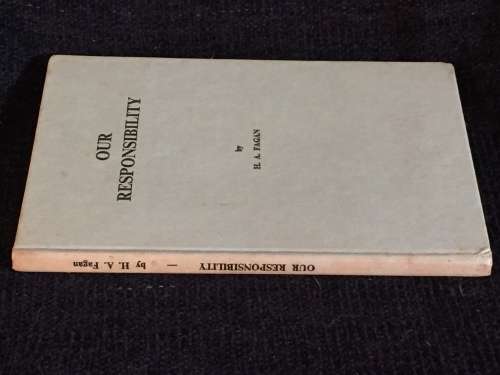 OUR
RESPONSIBILITY
by
H. A. FAGAN
OUR RESPONSIBILITY — by H. A. Fagan